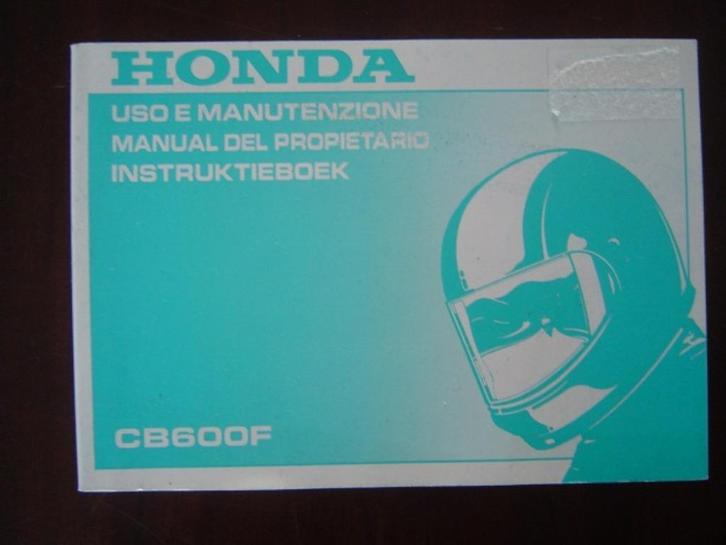 HONDA
USO E MANUTENZIONE
MANUAL DEL PROPIETARIO
INSTRUKTIEBOEK
CB600F